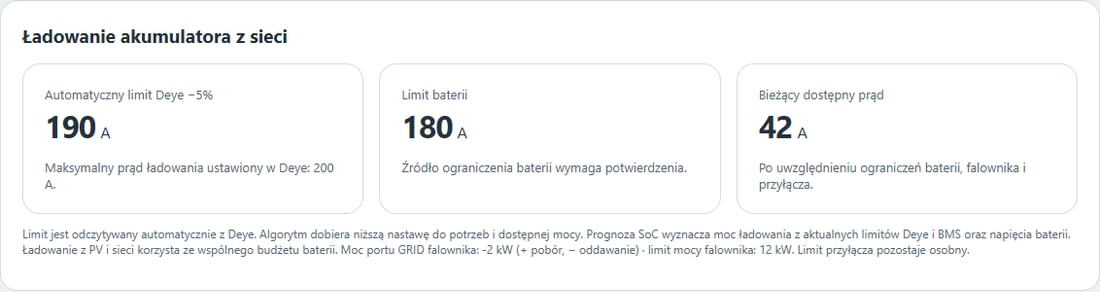 Ładowanie akumulatora z sieci
Automatyczny limit Deye −5%
190 A
Maksymalny prąd ładowania ustawiony w Deye: 200
A.
Limit baterii
180 A
Źródło ograniczenia baterii wymaga potwierdzenia.
Bieżący dostępny prąd
42 A
Po uwzględnieniu ograniczeń baterii, falownika i
przyłącza.
Limit jest odczytywany automatycznie z Deye. Algorytm dobiera niższą nastawę do potrzeb i dostępnej mocy. Prognoza SoC wyznacza moc ładowania z aktualnych limitów Deye i BMS oraz napięcia baterii.
Ładowanie z PV i sieci korzysta ze wspólnego budżetu baterii. Moc portu GRID falownika: -2 kW (+ pobór, − oddawanie) · limit mocy falownika: 12 kW. Limit przyłącza pozostaje osobny.